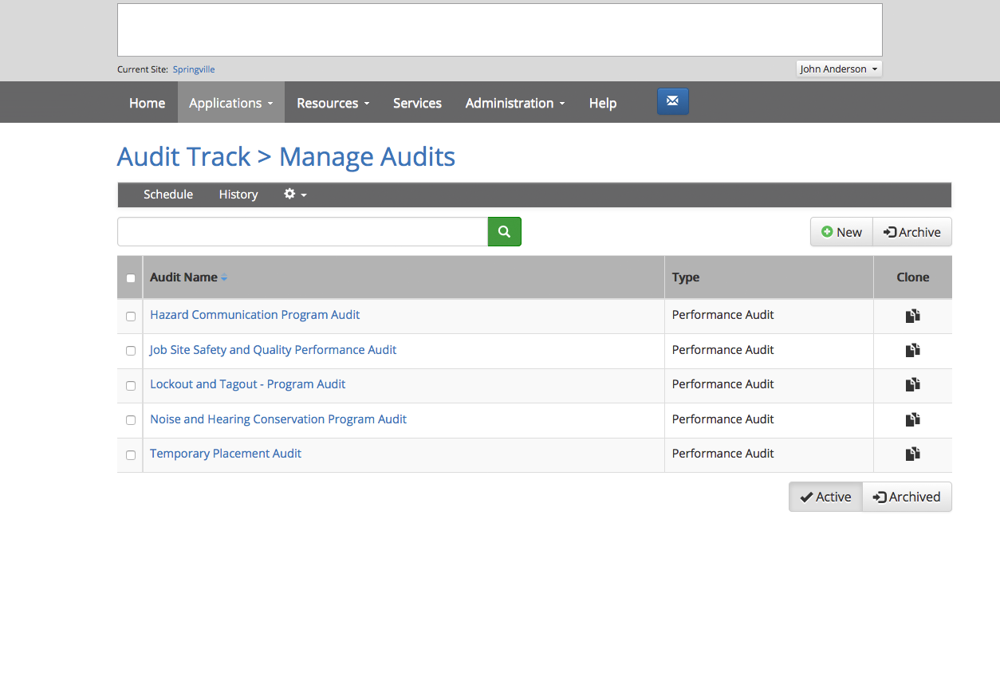 Current Site: Springville
John Anderson
Home Applications Resources Services Administration Help
Audit Track > Manage Audits
Schedule History
New Archive
Audit Name Type Clone
Hazard Communication Program Audit Performance Audit
Job Site Safety and Quality Performance Audit Performance Audit
Lockout and Tagout - Program Audit Performance Audit
Noise and Hearing Conservation Program Audit Performance Audit
Temporary Placement Audit Performance Audit
Active Archived